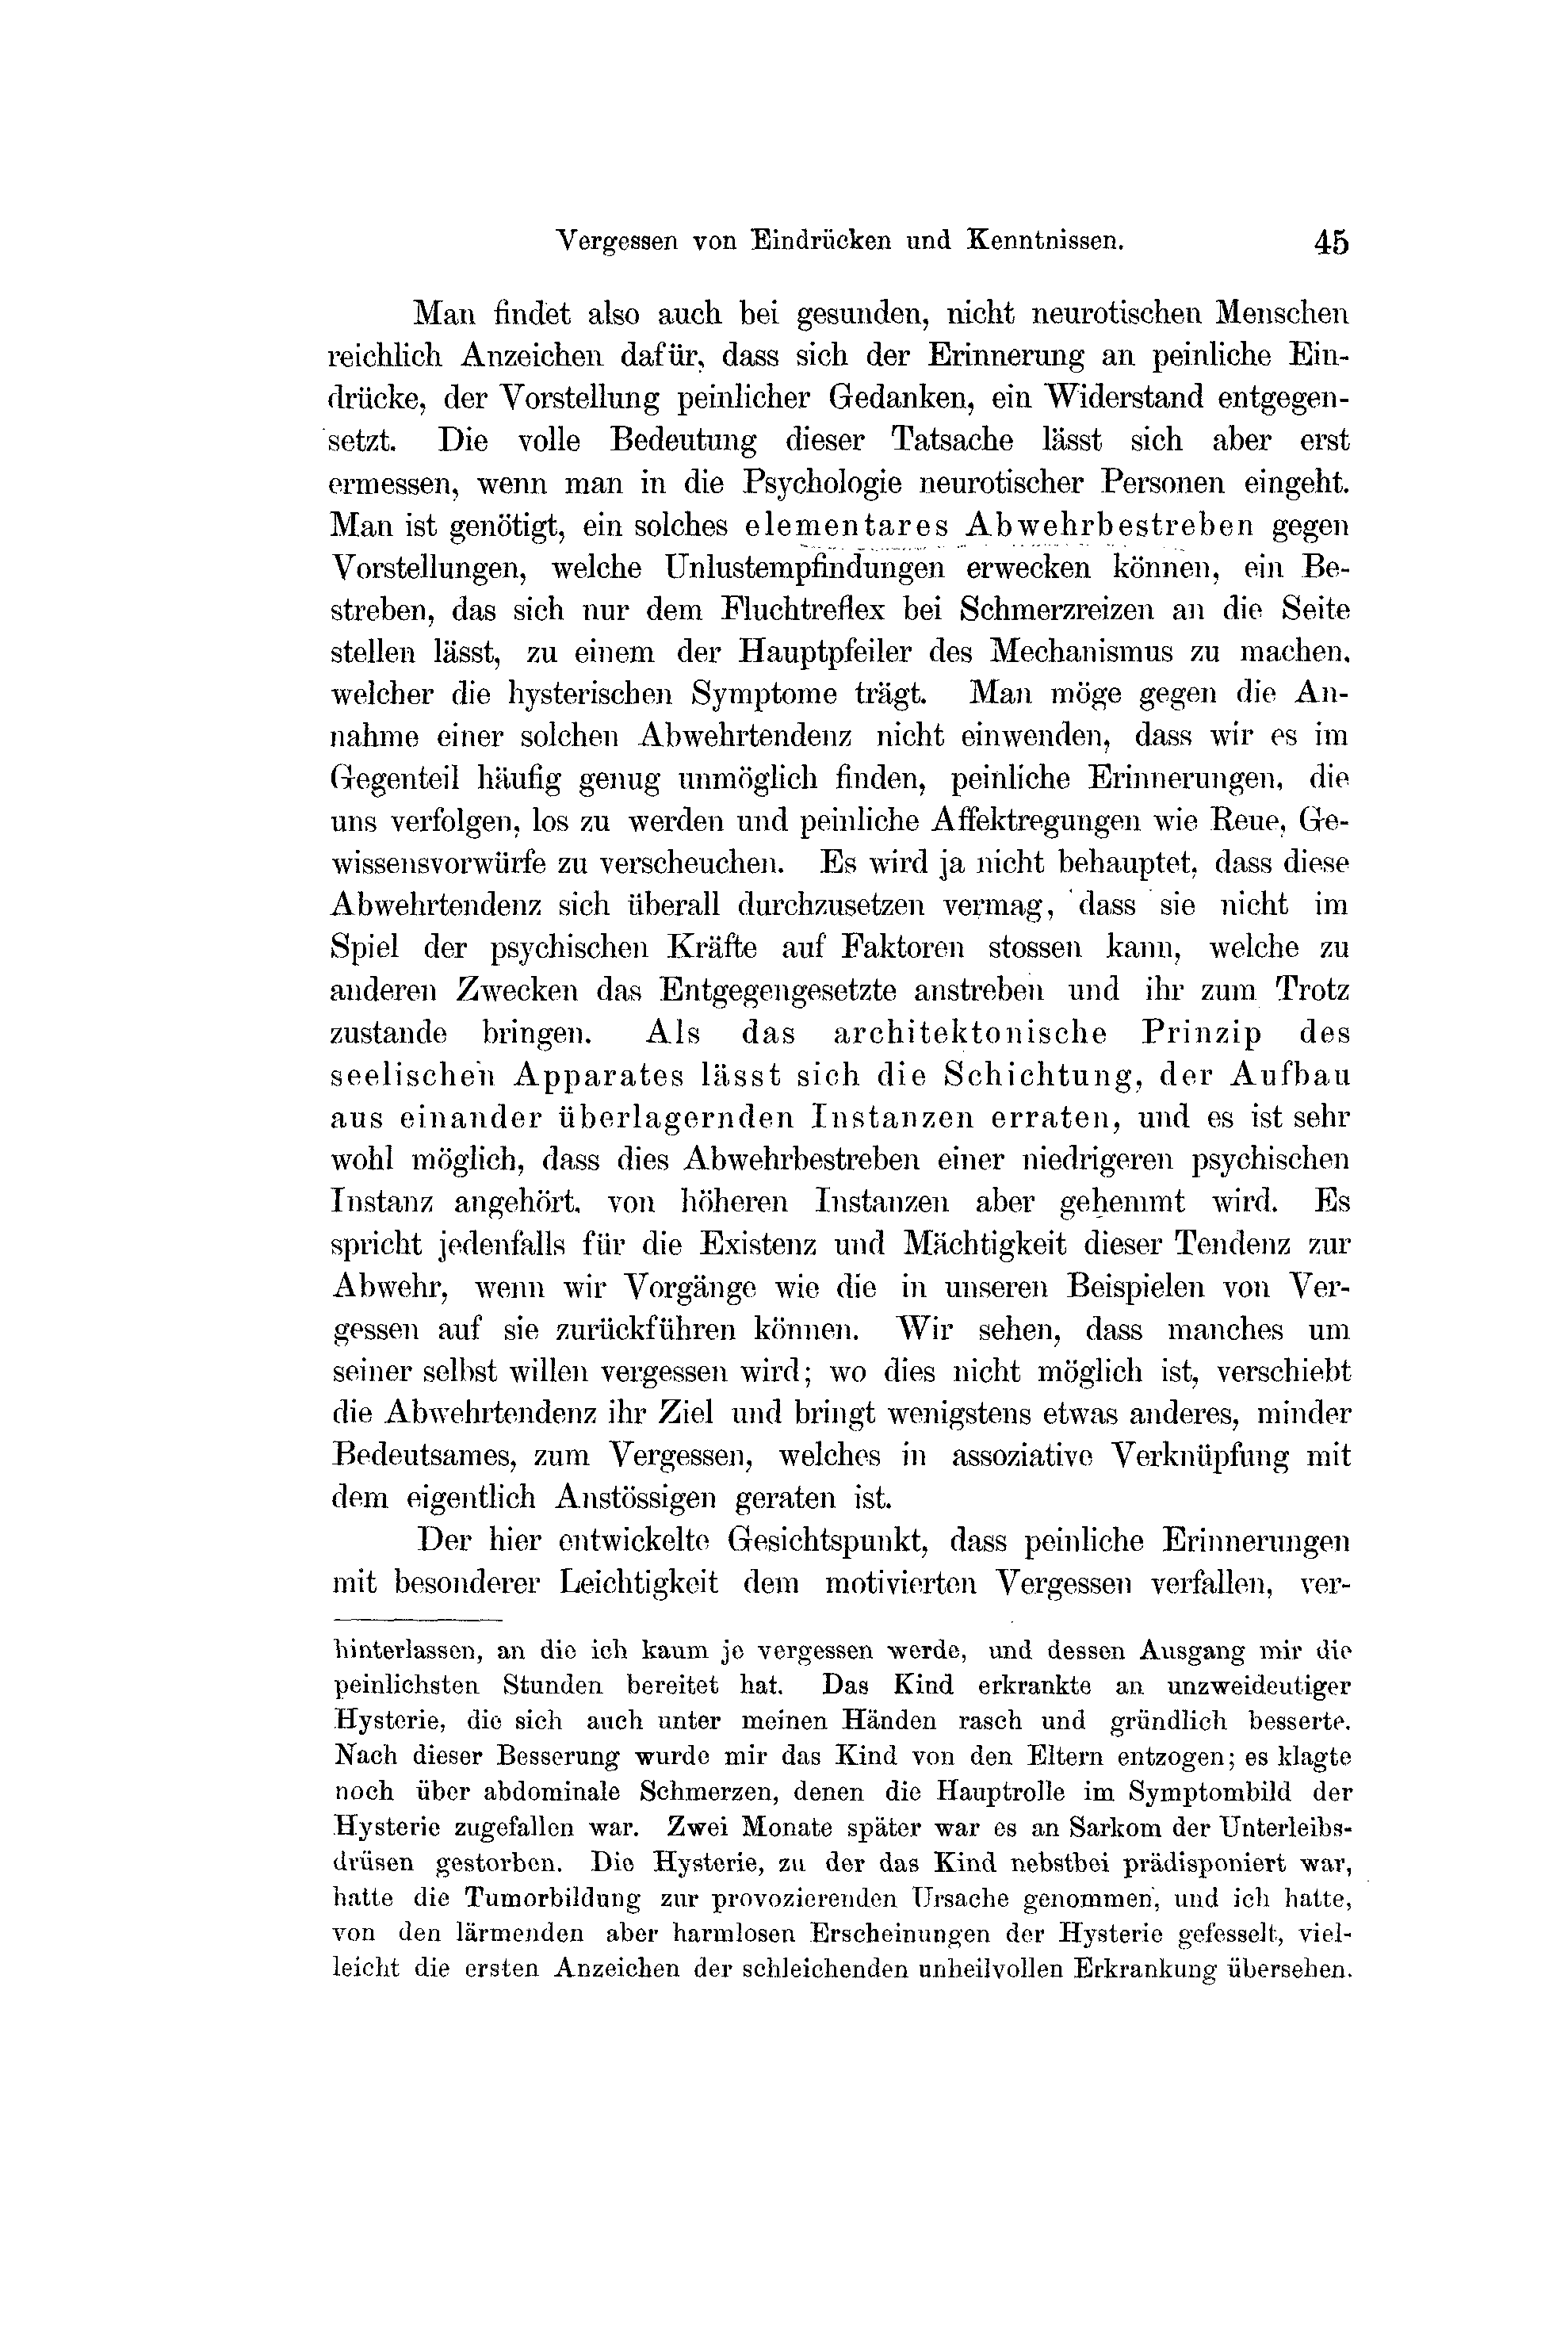 Vergessen von Eindrücken und Kenntnissen. 45
Man findet also auch bei gesunden, nicht neurotischen Menschen
reichlich Anzeichen dafür, dass sich der Erinnerung an peinliche Ein-
drücke, der Vorstellung peinlicher Gedanken, ein Widerstand entgegen-
setzt. Die volle Bedeutung dieser Tatsache lässt sich aber erst
ermessen, wenn man in die Psychologie neurotischer Personen eingeht.
Man ist genötigt, ein solches elementares Abwehrbestreben gegen
Vorstellungen, welche Unlustempfindungen erwecken können, ein Be-
streben, das sich nur dem Fluchtreflex bei Schmerzreizen an die Seite
stellen lässt, zu einem der Hauptpfeiler des Mechanismus zu machen,
welcher die hysterischen Symptome trägt. Man möge gegen die An-
nahme einer solchen Abwehrtendenz nicht einwenden, dass wir es im
Gegenteil häufig genug unmöglich finden, peinliche Erinnerungen, die
uns verfolgen, los zu werden und peinliche Affektregungen wie Reue, Ge-
wissensvorwürfe zu verscheuchen. Es wird ja nicht behauptet, dass diese
Abwehrtendenz sich überall durchzusetzen vermag, dass sie nicht im
Spiel der psychischen Kräfte auf Faktoren stossen kann, welche zu
anderen Zwecken das Entgegengesetzte anstreben und ihr zum Trotz
zustande bringen. Als das architektonische Prinzip des
seelischen Apparates lässt sich die Schichtung, der Aufbau
aus einander überlagernden Instanzen erraten, und es ist sehr
wohl möglich, dass dies Abwehrbestreben einer niedrigeren psychischen
Instanz angehört, von höheren Instanzen aber gehemmt wird. Es
spricht jedenfalls für die Existenz und Mächtigkeit dieser Tendenz zur
Abwehr, wenn wir Vorgänge wie die in unseren Beispielen von Ver-
gessen auf sie zurückführen können. Wir sehen, dass manches um
seiner selbst willen vergessen wird; wo dies nicht möglich ist, verschiebt
die Abwehrtendenz ihr Ziel und bringt wenigstens etwas anderes, minder
Bedeutsames, zum Vergessen, welches in assoziative Verknüpfung mit
dem eigentlich Anstössigen geraten ist.
Der hier entwickelte Gesichtspunkt, dass peinliche Erinnerungen
mit besonderer Leichtigkeit dem motivierten Vergessen verfallen, ver-
hinterlassen, an die ich kaum je vergessen werde, und dessen Ausgang mir die
peinlichsten Stunden bereitet hat. Das Kind erkrankte an unzweideutiger
Hysterie, die sich auch unter meinen Händen rasch und gründlich besserte.
Nach dieser Besserung wurde mir das Kind von den Eltern entzogen; es klagte
noch über abdominale Schmerzen, denen die Hauptrolle im Symptombild der
Hysterie zugefallen war. Zwei Monate später war es an Sarkom der Unterleibs-
drüsen gestorben. Die Hysterie, zu der das Kind nebstbei prädisponiert war,
hatte die Tumorbildung zur provozierenden Ursache genommen, und ich hatte,
von den lärmenden aber harmlosen Erscheinungen der Hysterie gefesselt, viel-
leicht die ersten Anzeichen der schleichenden unheilvollen Erkrankung übersehen.